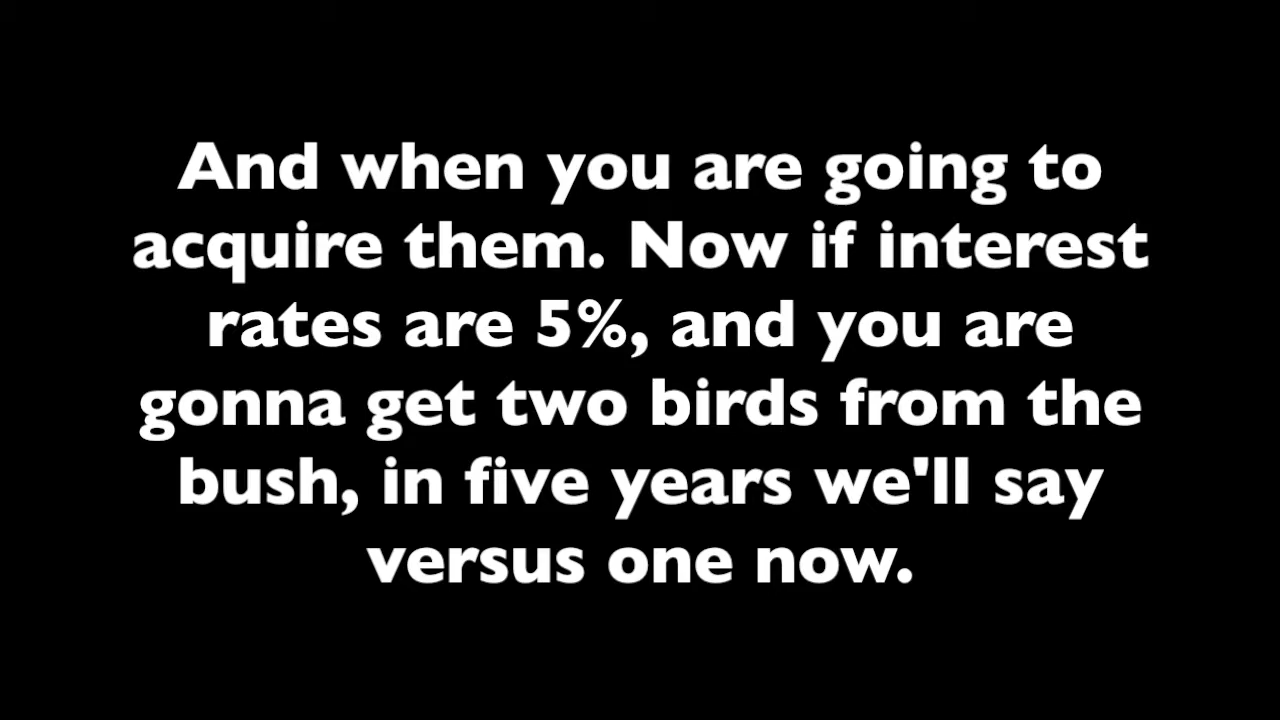 And when you are going to
acquire them. Now if interest
rates are 5%, and you are
gonna get two birds from the
bush, in five years we'll say
versus one now.